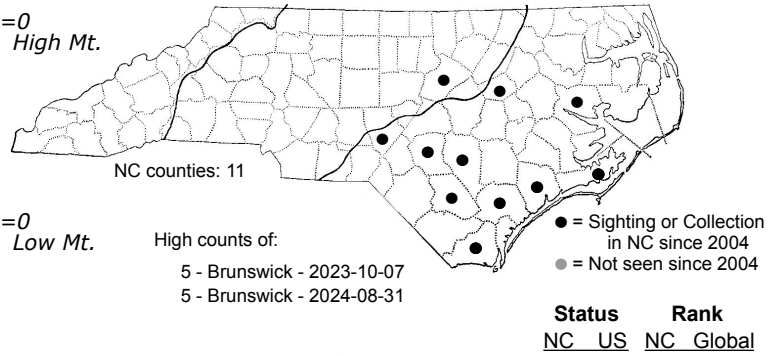 =0
High Mt.
NC counties: 11
=0
Low Mt.
High counts of:
5 - Brunswick - 2023-10-07
5 - Brunswick - 2024-08-31
● = Sighting or Collection
in NC since 2004
● = Not seen since 2004
Status Rank
NC US NC Global